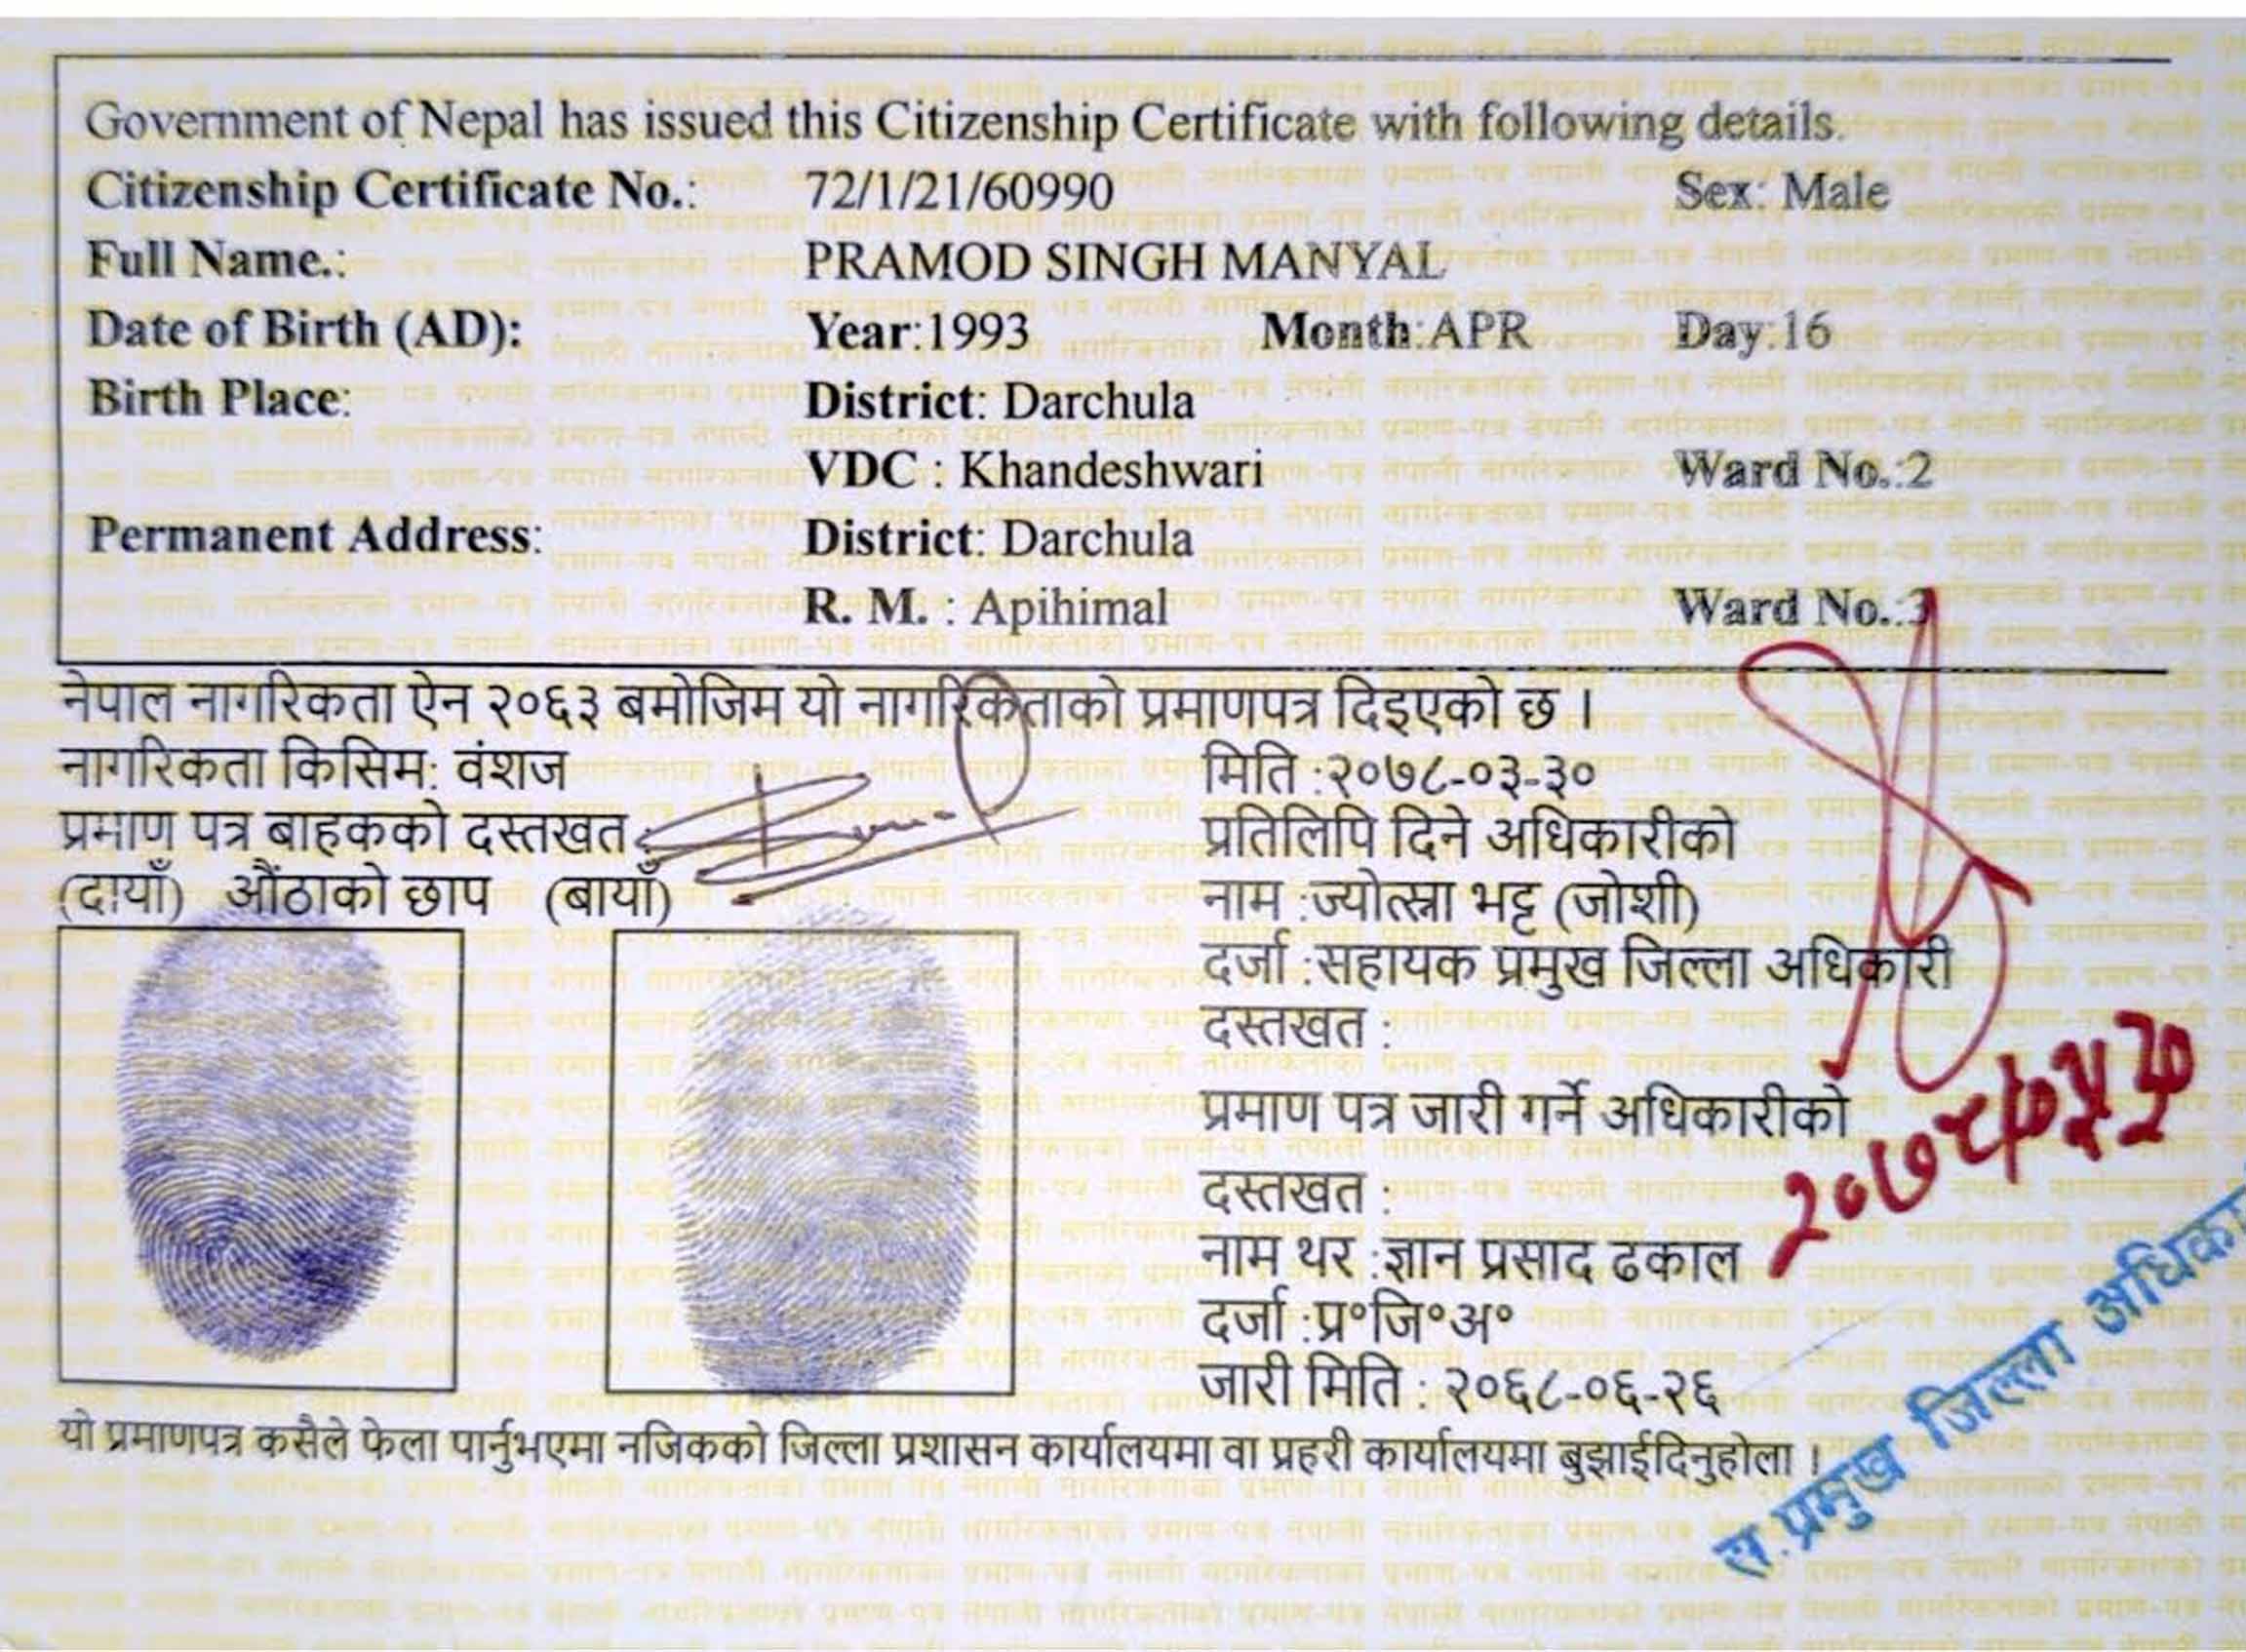 Government of Nepal has issued this Citizenship Certificate with following details.
Citizenship Certificate No.: 72/1/21/60990 Sex: Male
Full Name.: PRAMOD SINGH MANYAL
Date of Birth (AD): Year:1993 Month:APR Day:16
Birth Place: District: Darchula
VDC : Khandeshwari Ward No.:2
Permanent Address: District: Darchula
R. M. : Apihimal Ward No.:3
नेपाल नागरिकता ऐन २०६३ बमोजिम यो नागरिकताको प्रमाणपत्र दिइएको छ ।
नागरिकता किसिम: वंशज
प्रमाण पत्र बाहकको दस्तखत:
(दायाँ) औंठाको छाप (बायाँ)
मिति :२०७८-०३-३०
प्रतिलिपि दिने अधिकारीको
नाम :ज्योत्स्ना भट्ट (जोशी)
दर्जा :सहायक प्रमुख जिल्ला अधिकारी
दस्तखत :
प्रमाण पत्र जारी गर्ने अधिकारीको
दस्तखत :
नाम थर :ज्ञान प्रसाद ढकाल
दर्जा :प्र॰जि॰अ॰
जारी मिति : २०६८-०६-२६
यो प्रमाणपत्र कसैले फेला पार्नुभएमा नजिकको जिल्ला प्रशासन कार्यालयमा वा प्रहरी कार्यालयमा बुझाईदिनुहोला ।
स. प्रमुख जिल्ला